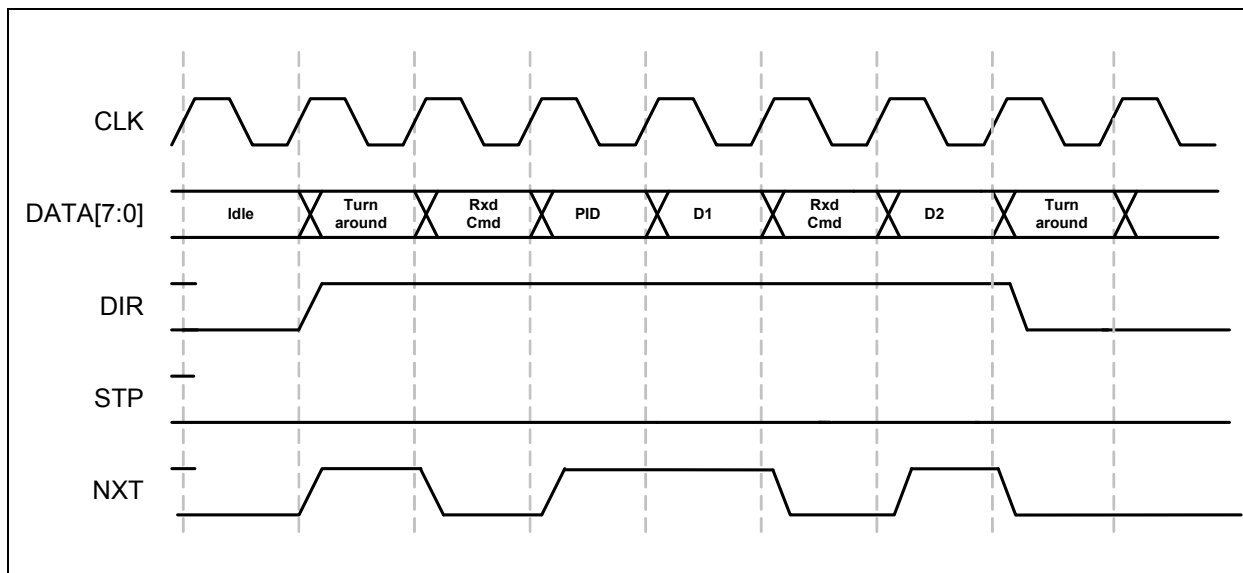 CLK
DATA[7:0]
Idle
Turn
around
Rxd
Cmd
PID
D1
Rxd
Cmd
D2
Turn
around
DIR
STP
NXT